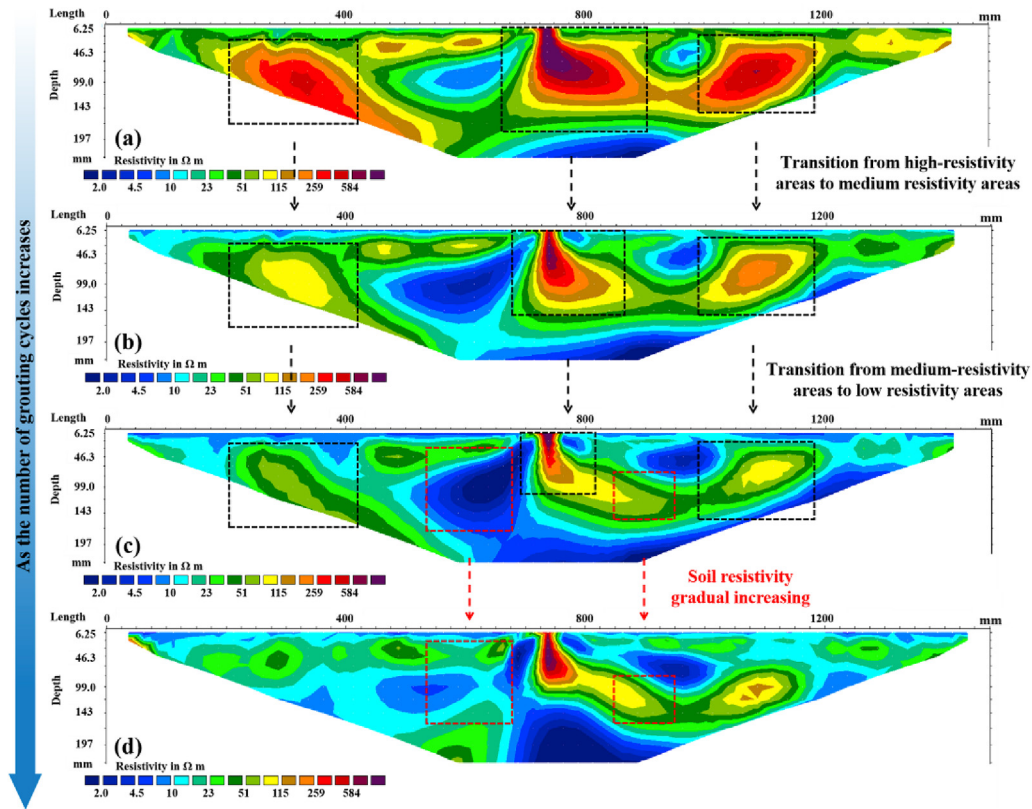 Length 0 400 800 1200 mm
6.25
46.3
99.0
143
197
mm
Depth
(a)
Resistivity in Ω m
2.0 4.5 10 23 51 115 259 584
Transition from high-resistivity
areas to medium resistivity areas
Length 0 400 800 1200 mm
6.25
46.3
99.0
143
197
mm
Depth
(b)
Resistivity in Ω m
2.0 4.5 10 23 51 115 259 584
Transition from medium-resistivity
areas to low resistivity areas
As the number of grouting cycles increases
Length 0 400 800 1200 mm
6.25
46.3
99.0
143
197
mm
Depth
(c)
Resistivity in Ω m
2.0 4.5 10 23 51 115 259 584
Soil resistivity
gradual increasing
Length 0 400 800 1200 mm
6.25
46.3
99.0
143
197
mm
Depth
(d)
Resistivity in Ω m
2.0 4.5 10 23 51 115 259 584